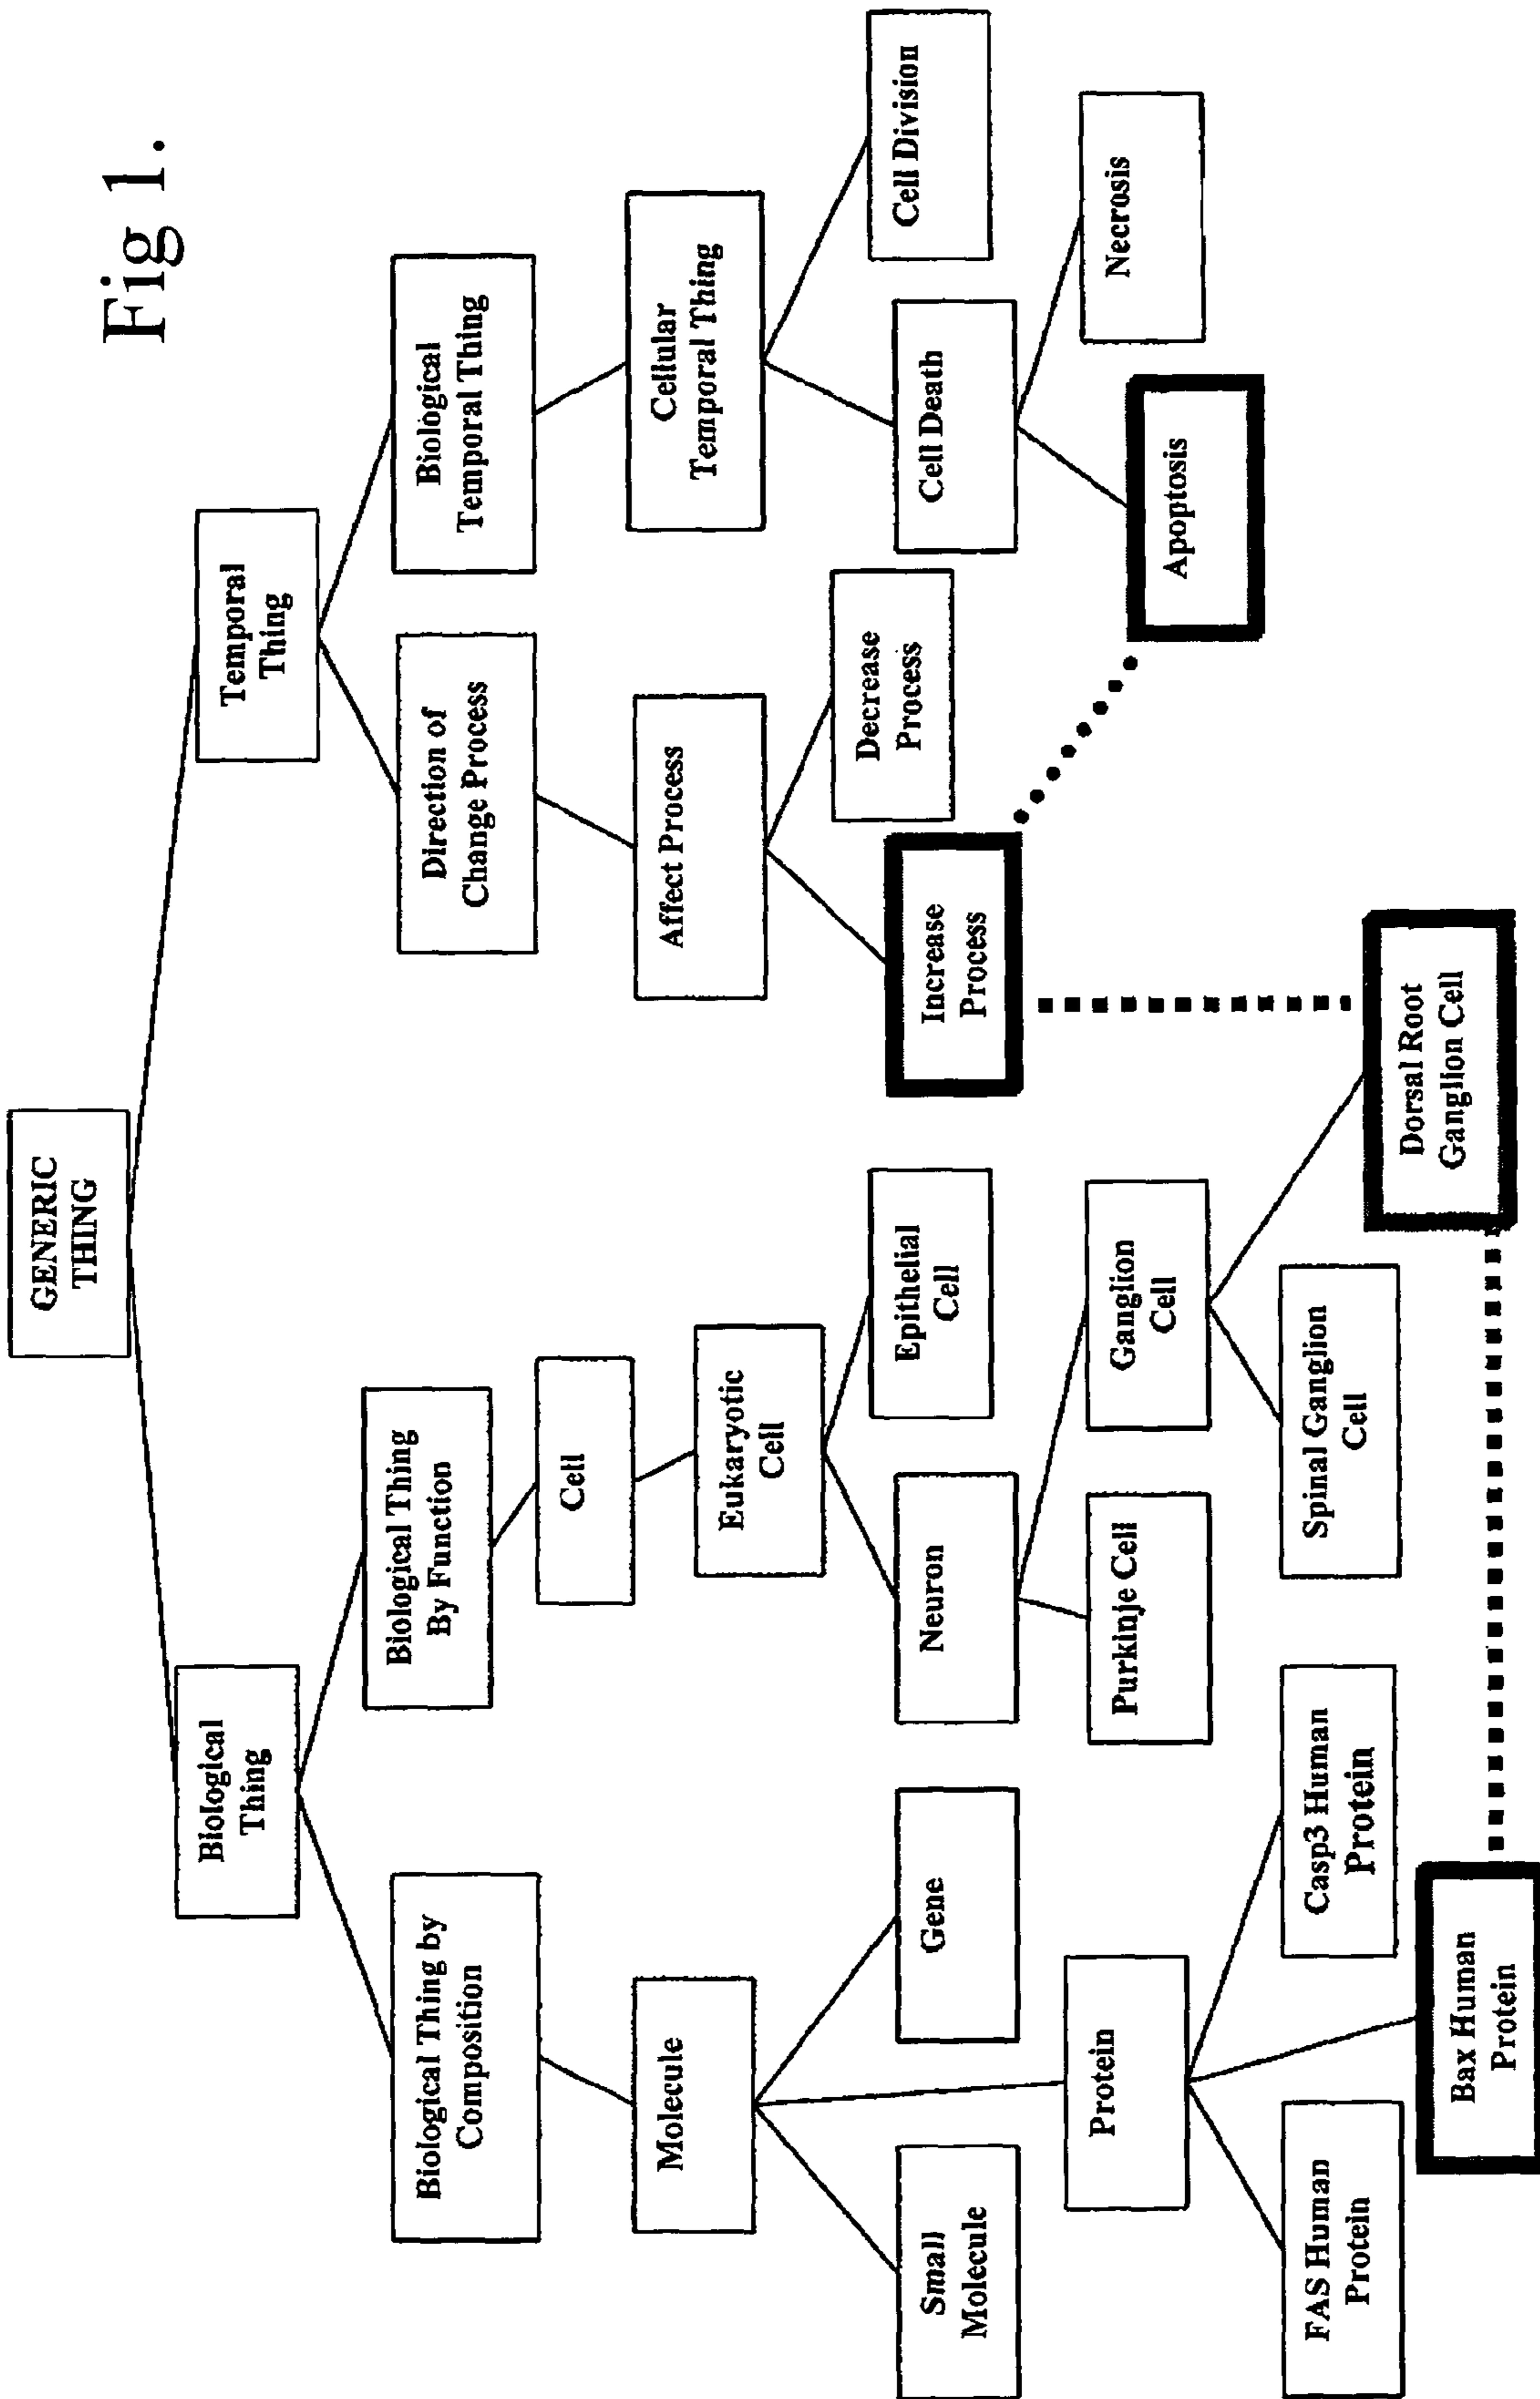 Fig 1.
GENERIC
THING
Biological
Thing
Temporal
Thing
Biological Thing by
Composition
Biological Thing
By Function
Direction of
Change Process
Biological
Temporal Thing
Molecule
Cell
Affect Process
Cellular
Temporal Thing
Eukaryotic
Cell
Small
Molecule
Gene
Neuron
Epithelial
Cell
Increase
Process
Decrease
Process
Cell Death
Cell Division
Protein
Purkinje Cell
Ganglion
Cell
Apoptosis
Necrosis
FAS Human
Protein
Bax Human
Protein
Casp3 Human
Protein
Spinal Ganglion
Cell
Dorsal Root
Ganglion Cell